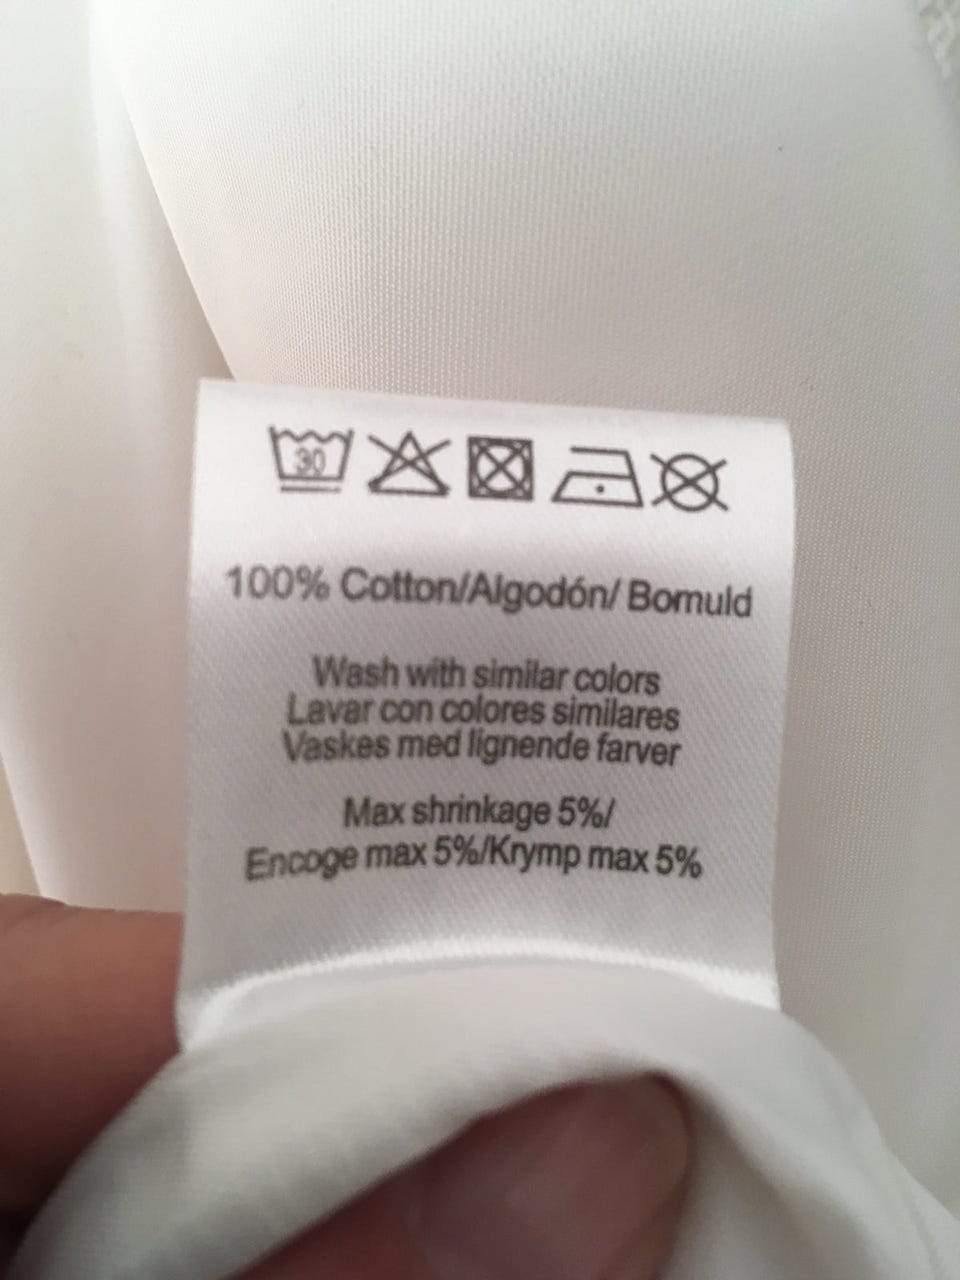 30
100% Cotton/Algodón/ Bomuld
Wash with similar colors
Lavar con colores similares
Vaskes med lignende farver
Max shrinkage 5%/
Encoge max 5%/Krymp max 5%